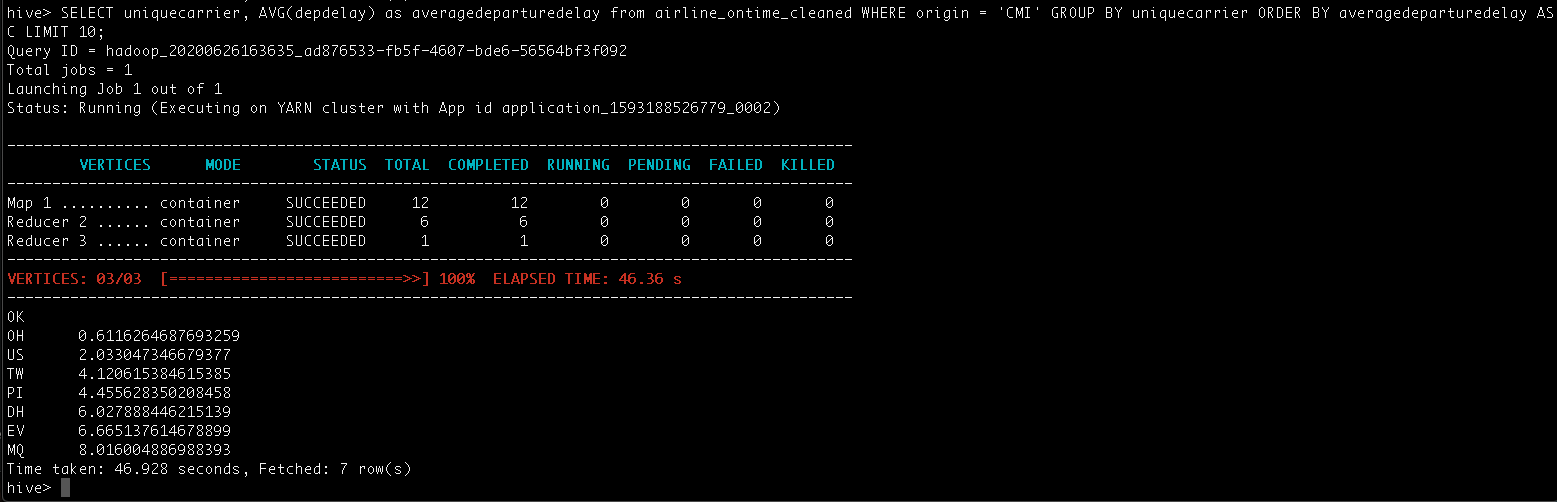 hive> SELECT uniquecarrier, AVG(depdelay) as averagedeparturedelay from airline_ontime_cleaned WHERE origin = 'CMI' GROUP BY uniquecarrier ORDER BY averagedeparturedelay AS
C LIMIT 10;
Query ID = hadoop_20200626163635_ad876533-fb5f-4607-bde6-56564bf3f092
Total jobs = 1
Launching Job 1 out of 1
Status: Running (Executing on YARN cluster with App id application_1593188526779_0002)
----------------------------------------------------------------------------------------------
        VERTICES      MODE        STATUS  TOTAL  COMPLETED  RUNNING  PENDING  FAILED  KILLED
----------------------------------------------------------------------------------------------
Map 1 .......... container     SUCCEEDED     12         12        0        0       0       0
Reducer 2 ...... container     SUCCEEDED      6          6        0        0       0       0
Reducer 3 ...... container     SUCCEEDED      1          1        0        0       0       0
----------------------------------------------------------------------------------------------
VERTICES: 03/03  [==========================>>] 100%  ELAPSED TIME: 46.36 s
----------------------------------------------------------------------------------------------
OK
OH      0.6116264687693259
US      2.033047346679377
TW      4.120615384615385
PI      4.455628350208458
DH      6.027888446215139
EV      6.665137614678899
MQ      8.016004886988393
Time taken: 46.928 seconds, Fetched: 7 row(s)
hive>